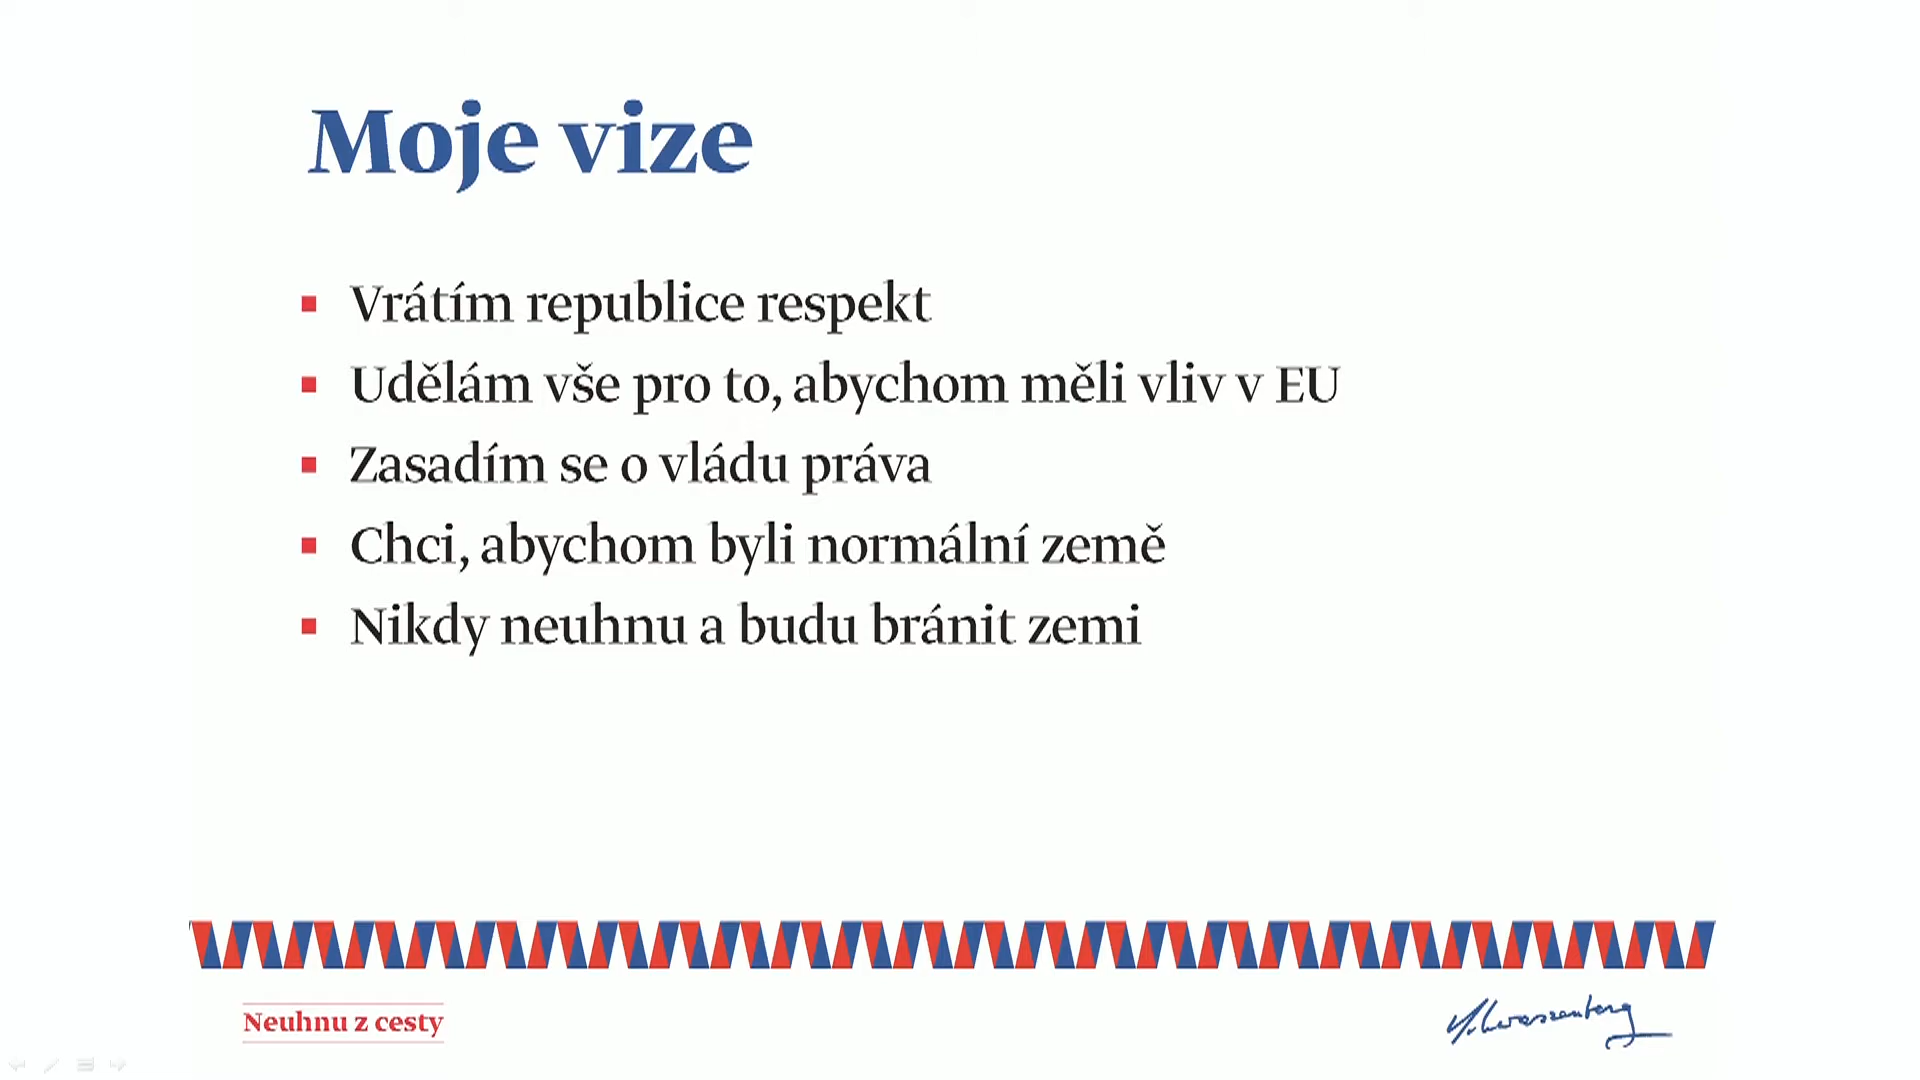 Moje vize
Vrátím republice respekt
Udělám vše pro to, abychom měli vliv v EU
Zasadím se o vládu práva
Chci, abychom byli normální země
Nikdy neuhnu a budu bránit zemi
Neuhnu z cesty
Schwarzenberg